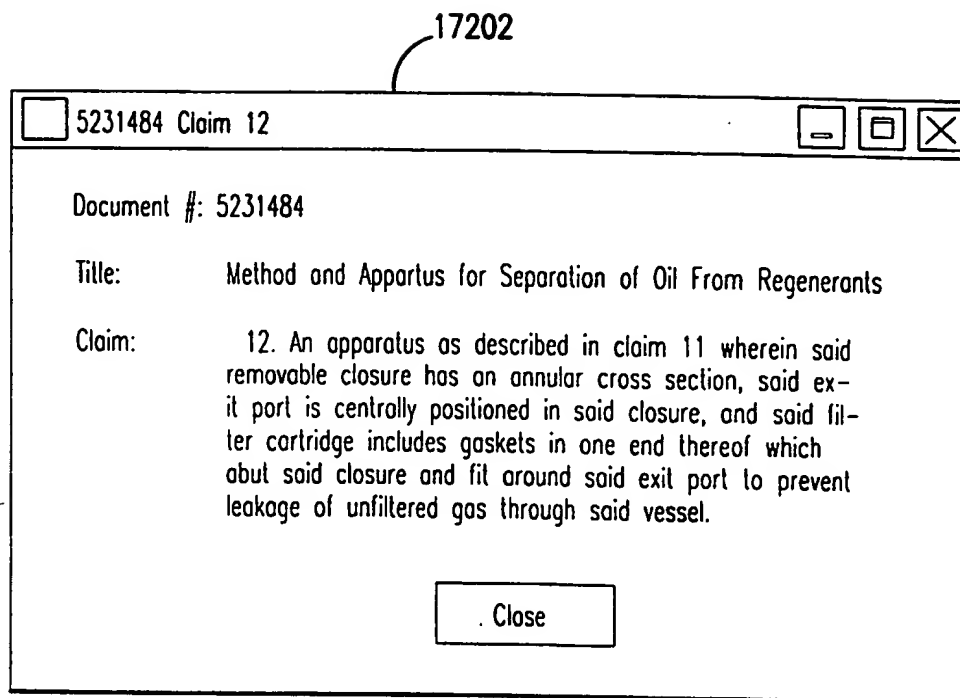 17202
5231484 Claim 12
Document #: 5231484
Title: Method and Appartus for Separation of Oil From Regenerants
Claim: 12. An apparatus as described in claim 11 wherein said
removable closure has an annular cross section, said ex-
it port is centrally positioned in said closure, and said fil-
ter cartridge includes gaskets in one end thereof which
abut said closure and fit around said exit port to prevent
leakage of unfiltered gas through said vessel.
Close